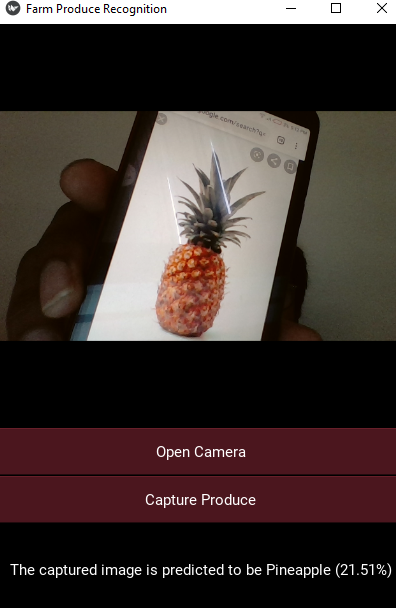 Farm Produce Recognition
google.com/search?q=
Open Camera
Capture Produce
The captured image is predicted to be Pineapple (21.51%)